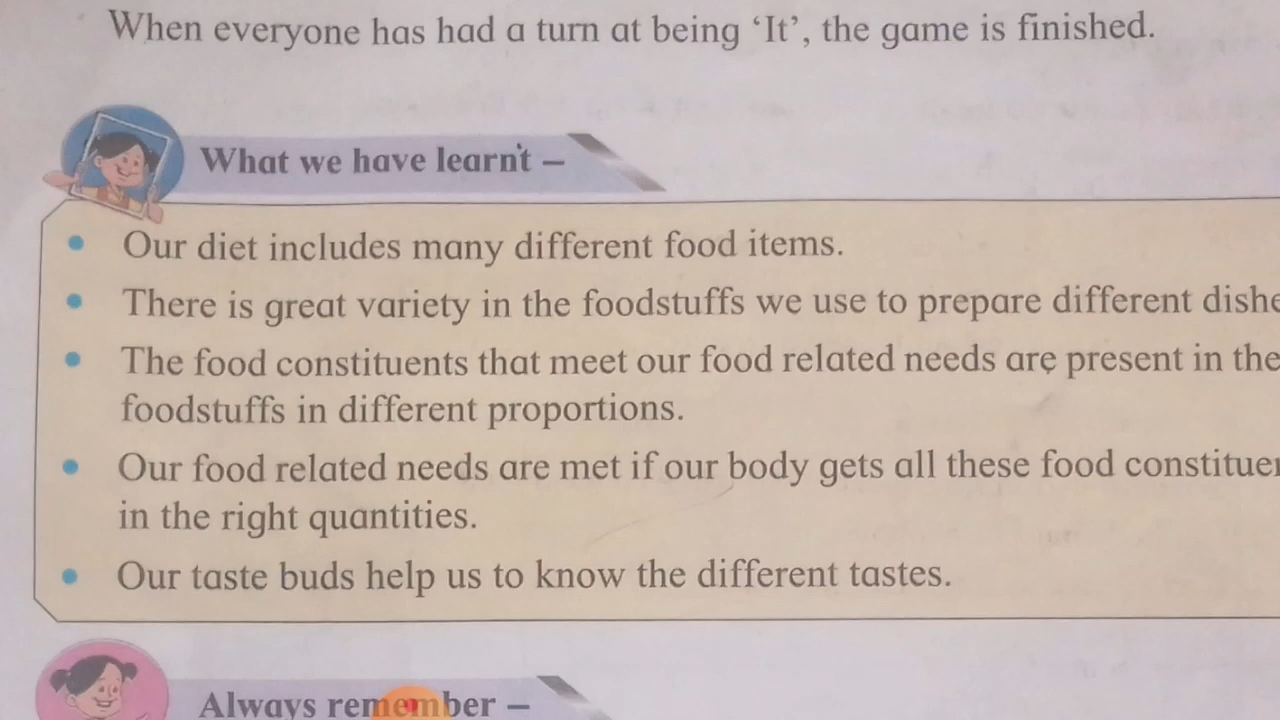 When everyone has had a turn at being ‘It’, the game is finished.
What we have learnt –
• Our diet includes many different food items.
• There is great variety in the foodstuffs we use to prepare different dishe
• The food constituents that meet our food related needs are present in the
foodstuffs in different proportions.
• Our food related needs are met if our body gets all these food constituen
in the right quantities.
• Our taste buds help us to know the different tastes.
Always remember –